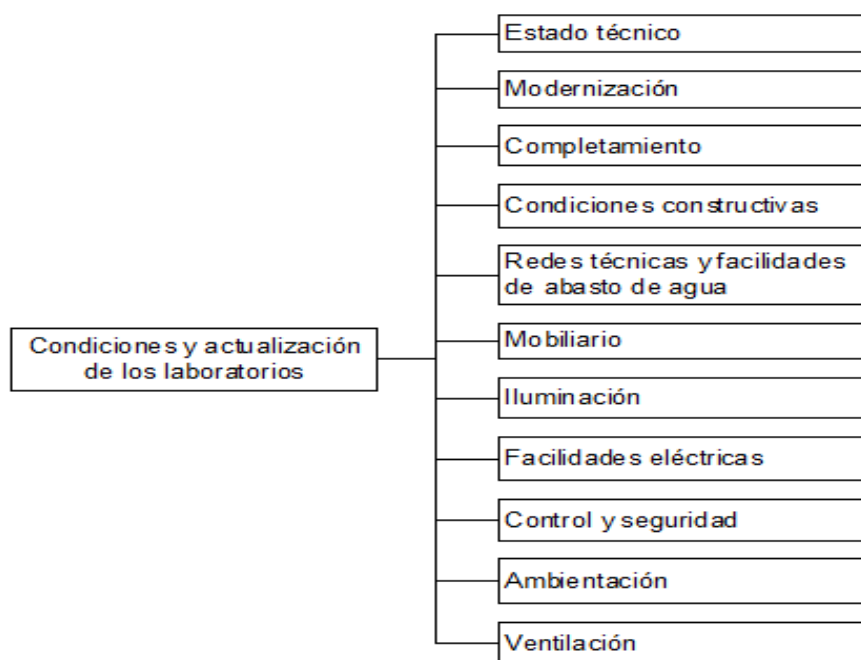 Estado técnico
Modernización
Completamiento
Condiciones constructivas
Redes técnicas y facilidades
de abasto de agua
Condiciones y actualización
de los laboratorios
Mobiliario
Iluminación
Facilidades eléctricas
Control y seguridad
Ambientación
Ventilación